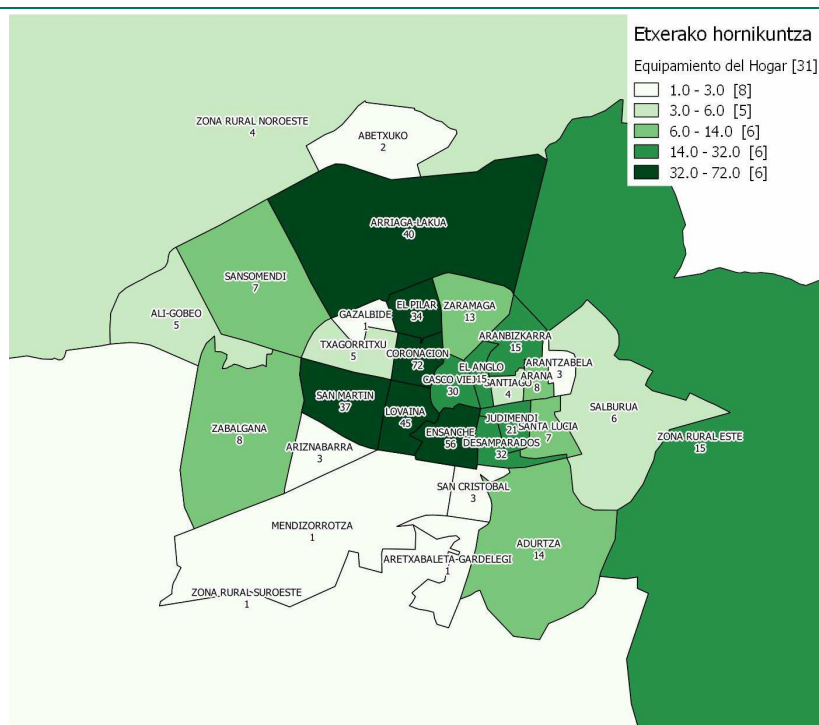 Etxerako hornikuntza
Equipamiento del Hogar [31]
1.0 - 3.0 [8]
3.0 - 6.0 [5]
6.0 - 14.0 [6]
14.0 - 32.0 [6]
32.0 - 72.0 [6]
ZONA RURAL NOROESTE
4
ABETXUKO
2
ARRIAGA-LAKUA
40
SANSOMENDI
7
ALI-GOBEO
5
GAZALBIDE
1
EL PILAR
34
ZARAMAGA
13
TXAGORRITXU
5
CORONACION
72
ARANBIZKARRA
15
EL ANGLO
15
CASCO VIEJ
30
SANTIAGO
4
ARANA
8
ARANTZABELA
3
SAN MARTIN
37
LOVAINA
45
ENSANCHE
56
JUDIMENDI
21
SANTA LUCIA
7
DESAMPARADOS
32
SALBURUA
6
ZONA RURAL ESTE
15
ZABALGANA
8
ARIZNABARRA
3
SAN CRISTOBAL
3
MENDIZORROTZA
1
ARETXABALETA-GARDELEGI
1
ADURTZA
14
ZONA RURAL-SUROESTE
1